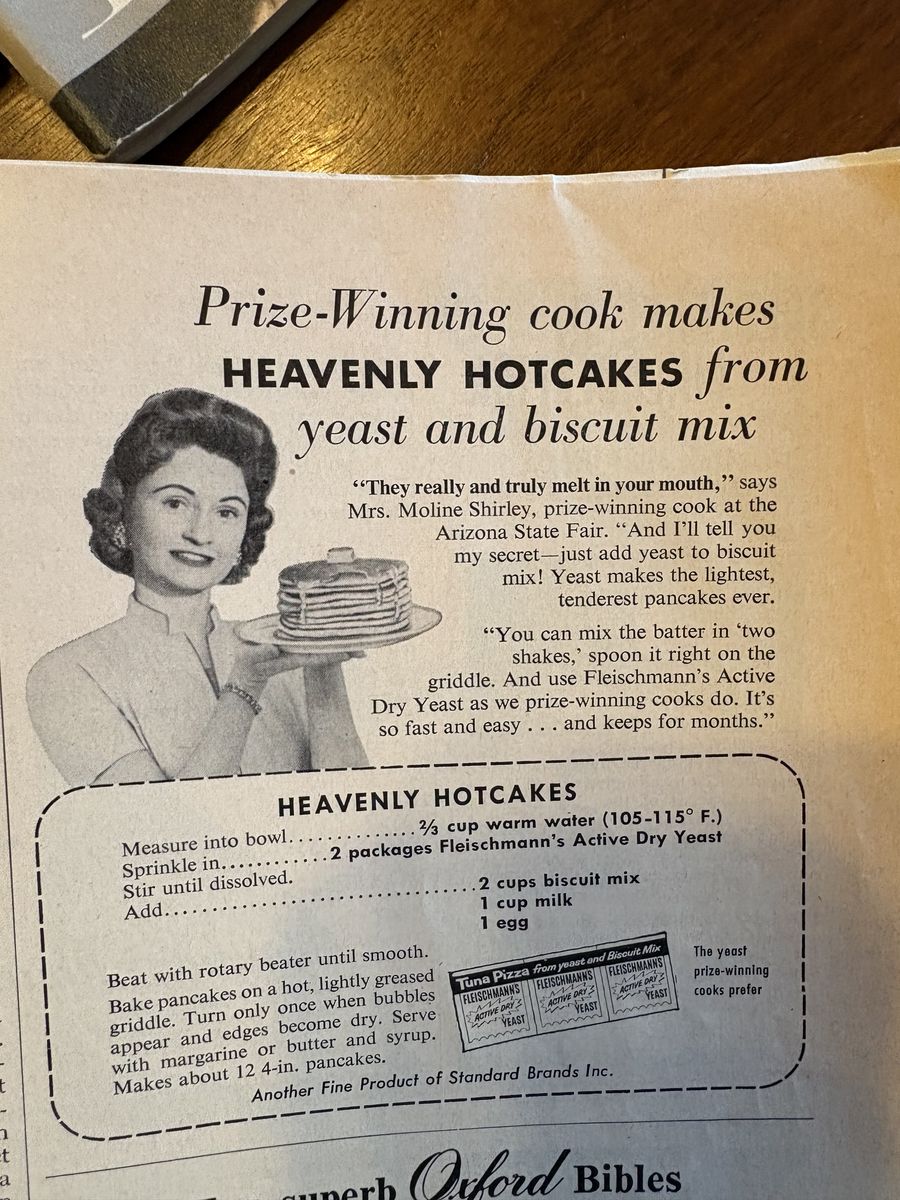 Prize-Winning cook makes
HEAVENLY HOTCAKES from
yeast and biscuit mix
“They really and truly melt in your mouth,” says
Mrs. Moline Shirley, prize-winning cook at the
Arizona State Fair. “And I’ll tell you
my secret—just add yeast to biscuit
mix! Yeast makes the lightest,
tenderest pancakes ever.
“You can mix the batter in ‘two
shakes,’ spoon it right on the
griddle. And use Fleischmann’s Active
Dry Yeast as we prize-winning cooks do. It’s
so fast and easy . . . and keeps for months.”
HEAVENLY HOTCAKES
Measure into bowl.............⅔ cup warm water (105-115° F.)
Sprinkle in............2 packages Fleischmann’s Active Dry Yeast
Stir until dissolved.
Add................................2 cups biscuit mix
1 cup milk
1 egg
Beat with rotary beater until smooth.
Bake pancakes on a hot, lightly greased
griddle. Turn only once when bubbles
appear and edges become dry. Serve
with margarine or butter and syrup.
Makes about 12 4-in. pancakes.
Tuna Pizza from yeast and Biscuit Mix
FLEISCHMANN'S FLEISCHMANN'S FLEISCHMANN'S
ACTIVE DRY ACTIVE DRY ACTIVE DRY
YEAST YEAST YEAST
The yeast
prize-winning
cooks prefer
Another Fine Product of Standard Brands Inc.
superb Oxford Bibles